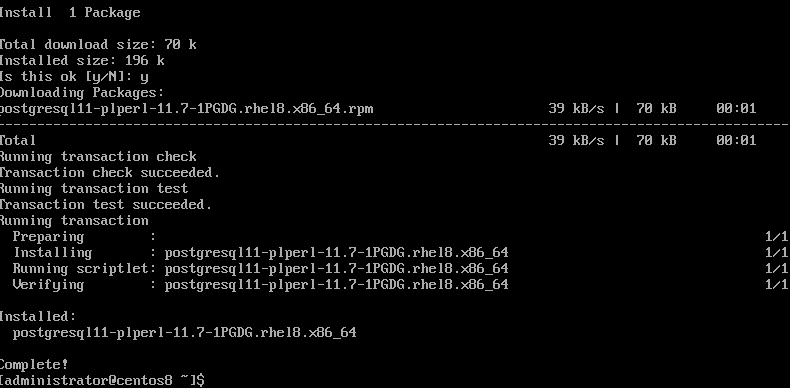 Install  1 Package

Total download size: 70 k
Installed size: 196 k
Is this ok [y/N]: y
Downloading Packages:
postgresql11-plperl-11.7-1PGDG.rhel8.x86_64.rpm                      39 kB/s |  70 kB     00:01
---------------------------------------------------------------------------------------------------
Total                                                                39 kB/s |  70 kB     00:01
Running transaction check
Transaction check succeeded.
Running transaction test
Transaction test succeeded.
Running transaction
  Preparing        :                                                                            1/1
  Installing       : postgresql11-plperl-11.7-1PGDG.rhel8.x86_64                                1/1
  Running scriptlet: postgresql11-plperl-11.7-1PGDG.rhel8.x86_64                                1/1
  Verifying        : postgresql11-plperl-11.7-1PGDG.rhel8.x86_64                                1/1

Installed:
  postgresql11-plperl-11.7-1PGDG.rhel8.x86_64

Complete!
[administrator@centos8 ~]$